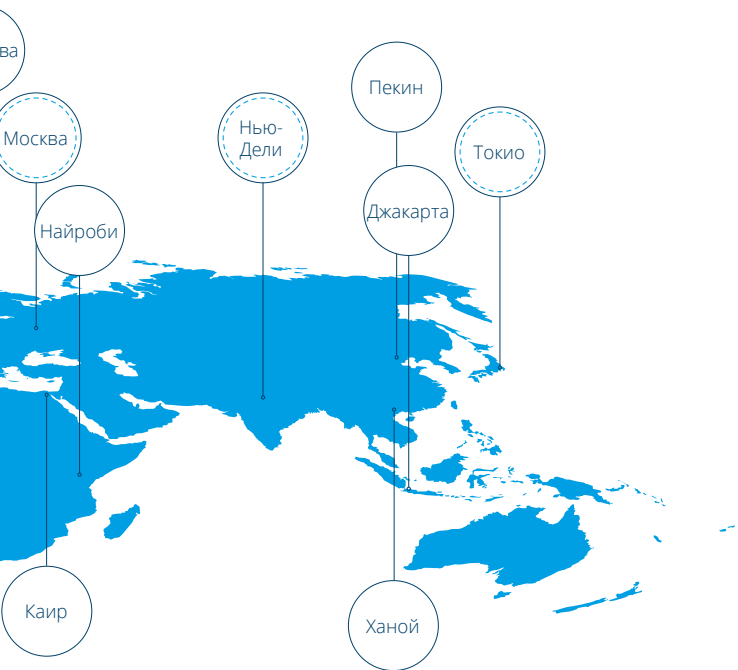 ва
Пекин
Москва
Нью-
Дели
Токио
Джакарта
Найроби
Каир
Ханой